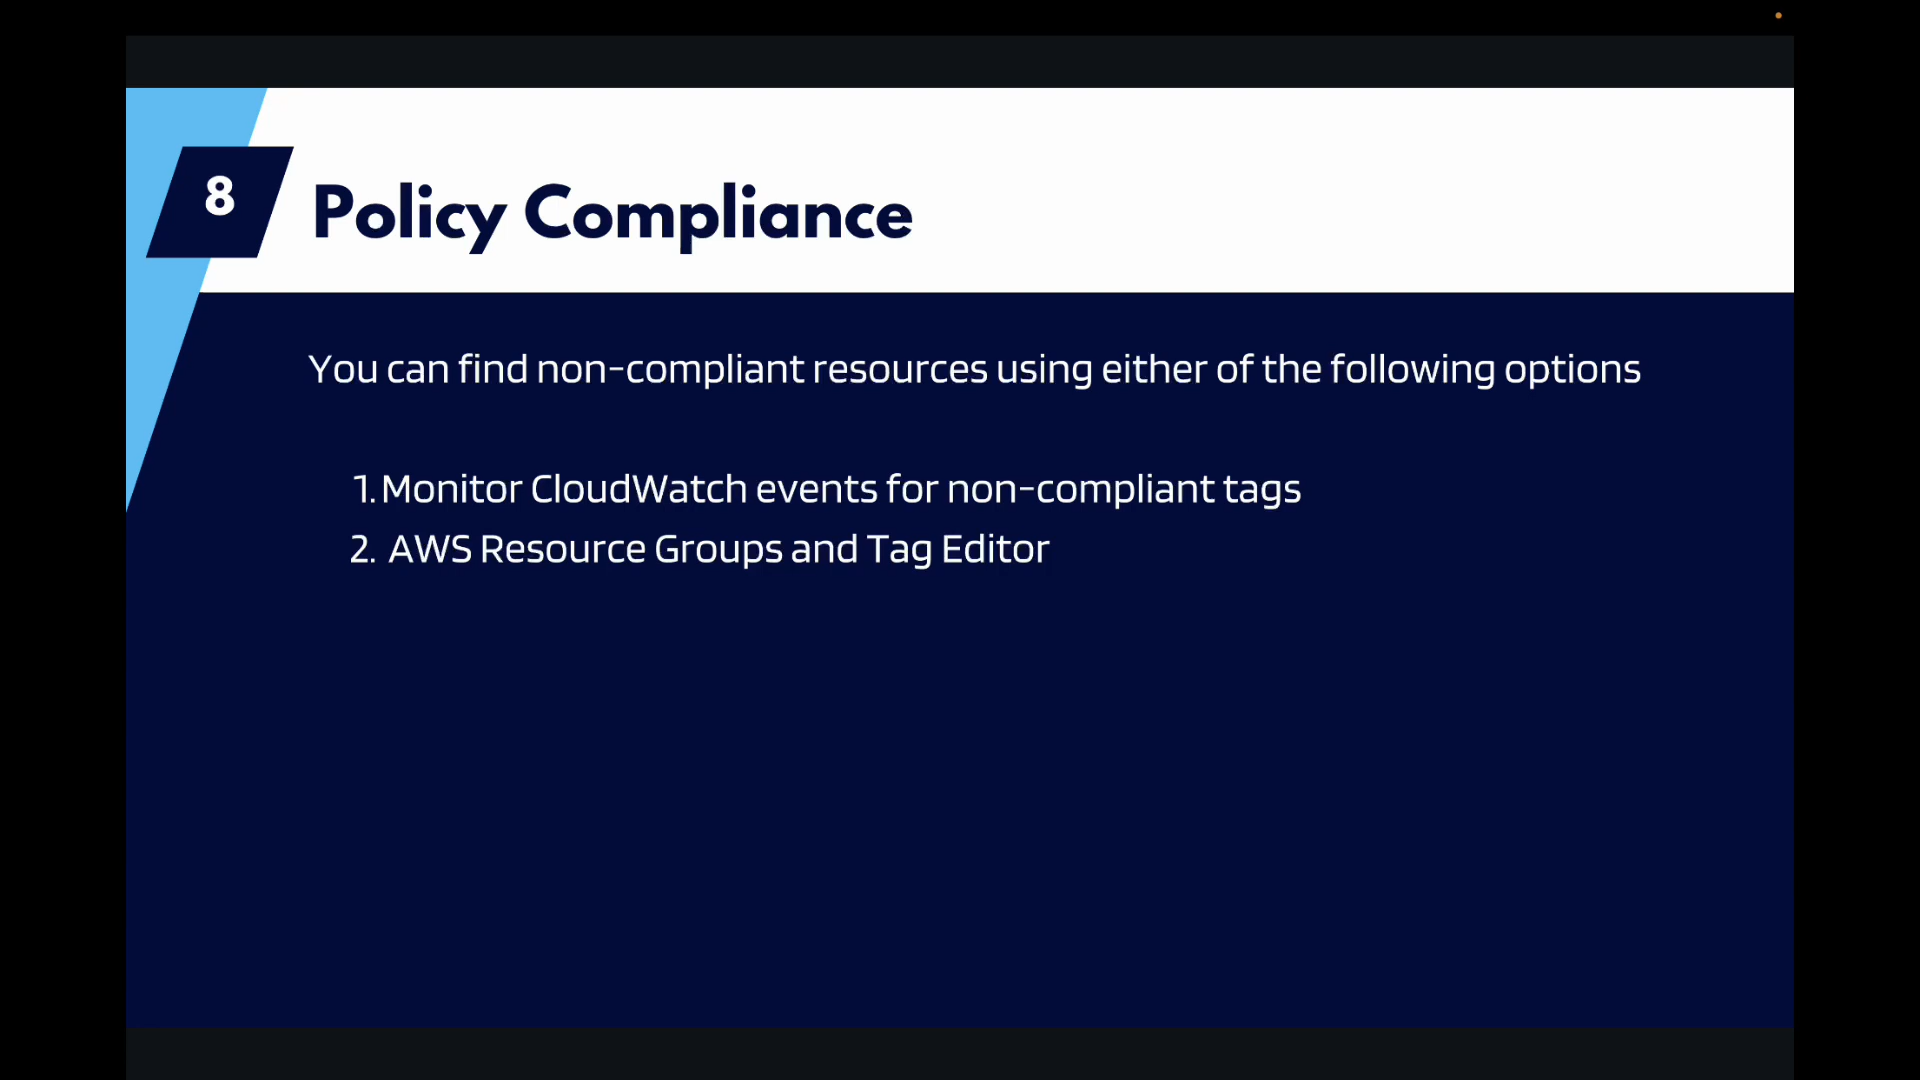 8
Policy Compliance
You can find non-compliant resources using either of the following options
1. Monitor CloudWatch events for non-compliant tags
2. AWS Resource Groups and Tag Editor